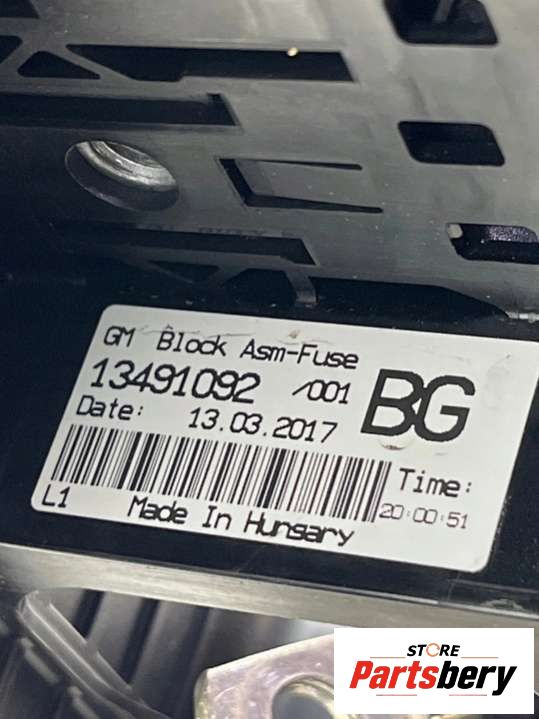 GM Block Asm-Fuse
13491092 /001 BG
Date: 13.03.2017
Time:
20:00:51
L1 Made In Hungary
STORE
Partsbery